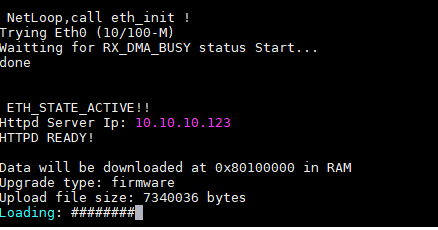 NetLoop,call eth_init !
Trying Eth0 (10/100-M)
Waitting for RX_DMA_BUSY status Start...
done
ETH_STATE_ACTIVE!!
Httpd Server Ip: 10.10.10.123
HTTPD READY!
Data will be downloaded at 0x80100000 in RAM
Upgrade type: firmware
Upload file size: 7340036 bytes
Loading: ########